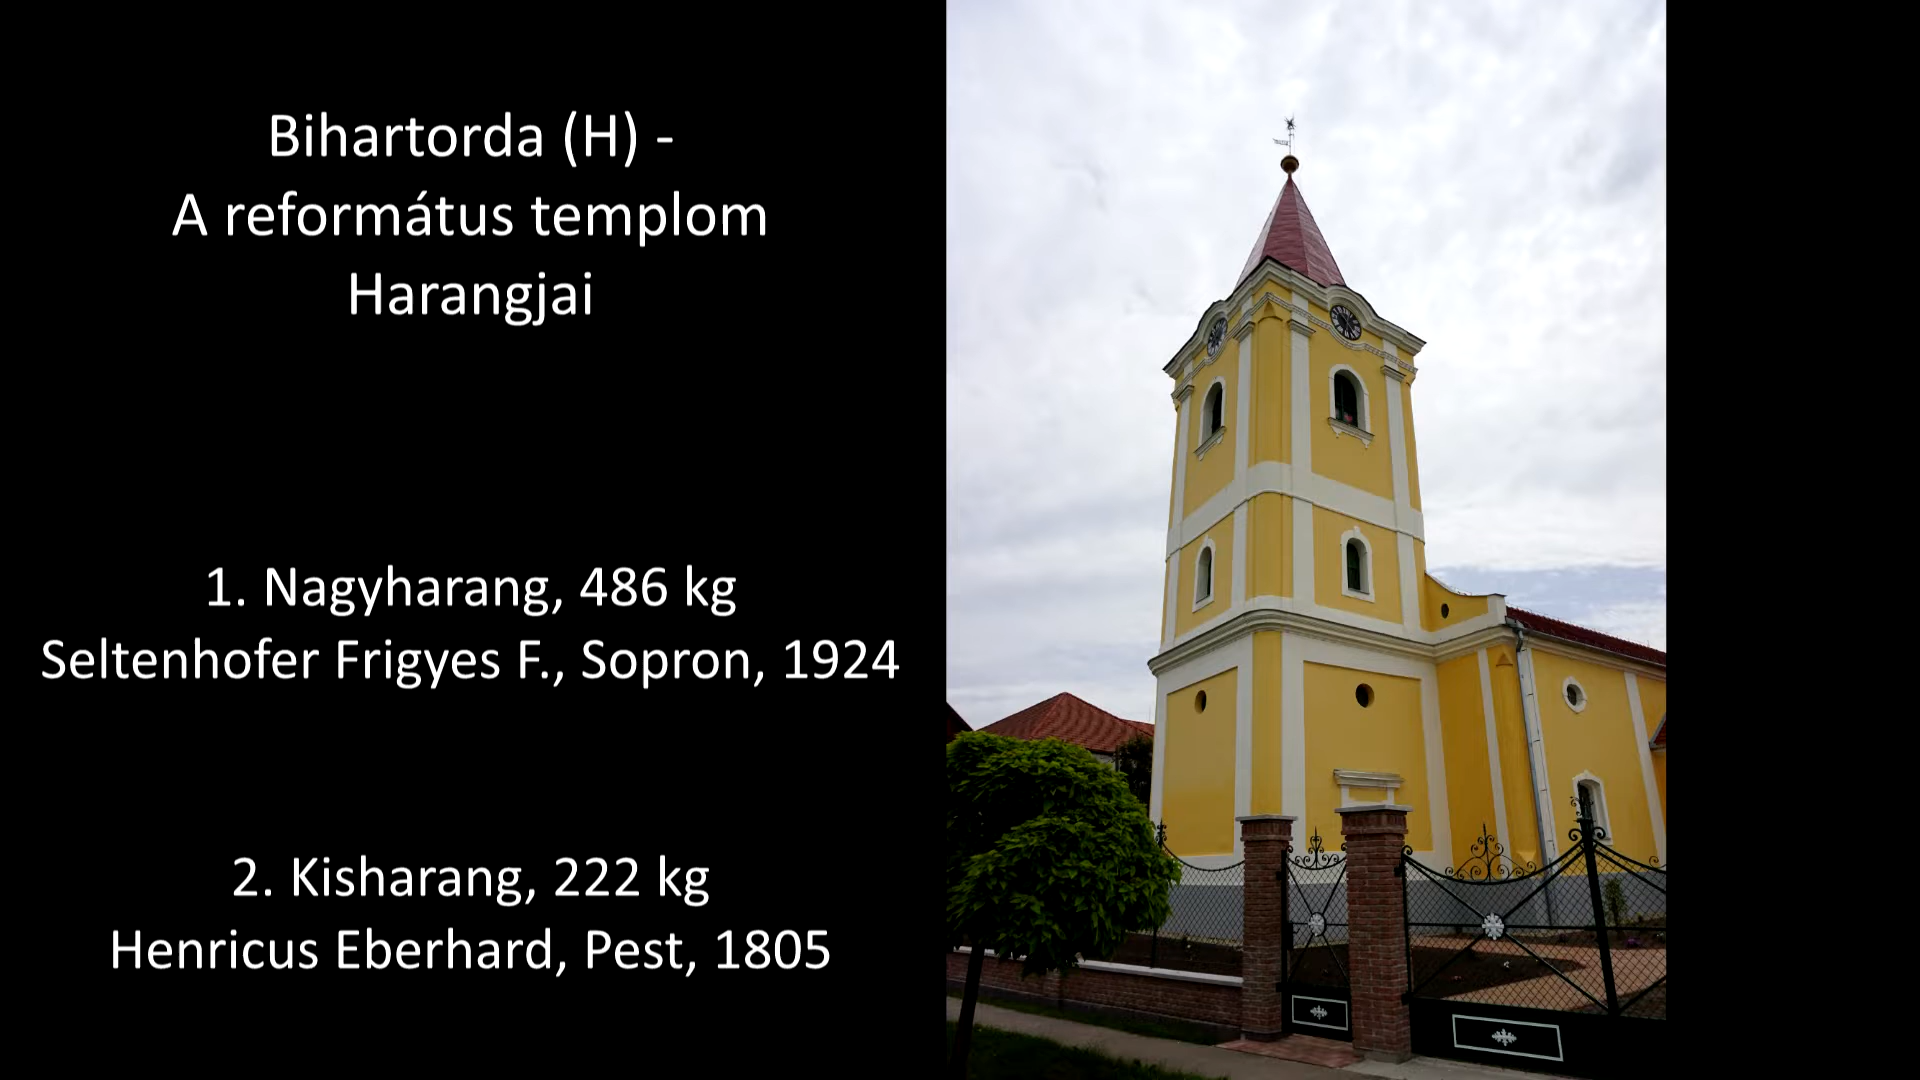 Bihartorda (H) -
A református templom
Harangjai
1. Nagyharang, 486 kg
Seltenhofer Frigyes F., Sopron, 1924
2. Kisharang, 222 kg
Henricus Eberhard, Pest, 1805